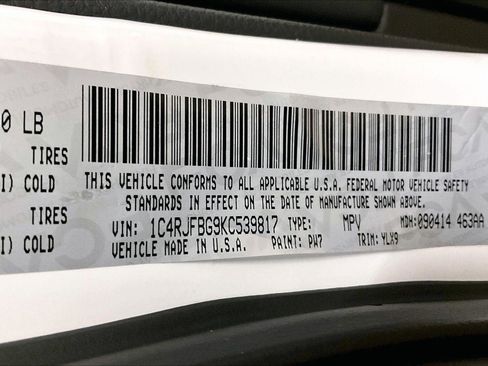 0 LB
TIRES
I) COLD
TIRES
I) COLD
THIS VEHICLE CONFORMS TO ALL APPLICABLE U.S.A. FEDERAL MOTOR VEHICLE SAFETY
STANDARDS IN EFFECT ON THE DATE OF MANUFACTURE SHOWN ABOVE.
VIN: 1C4RJFBG9KC539817 TYPE: MPV MDH:090414 4G3AA
VEHICLE MADE IN U.S.A. PAINT: PW7 TRIM: YLX9